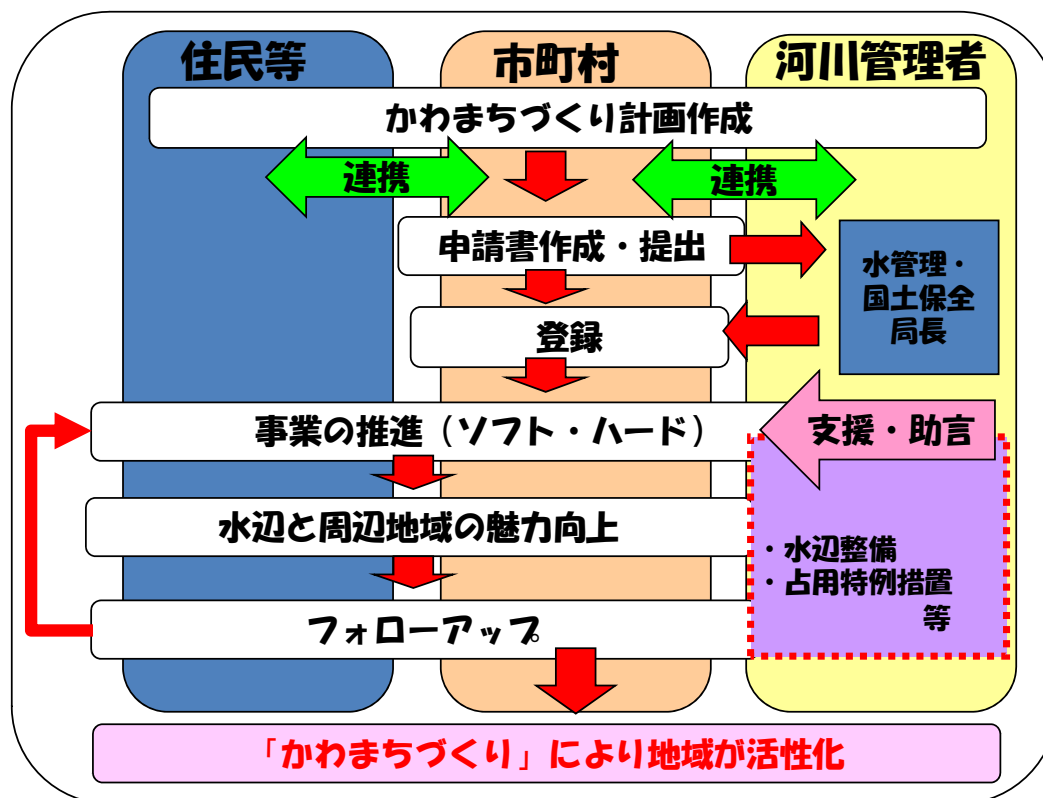 住民等
市町村
河川管理者
かわまちづくり計画作成
連携
連携
申請書作成・提出
水管理・
国土保全
局長
登録
事業の推進（ソフト・ハード）
支援・助言
水辺と周辺地域の魅力向上
・水辺整備
・占用特例措置
等
フォローアップ
「かわまちづくり」により地域が活性化